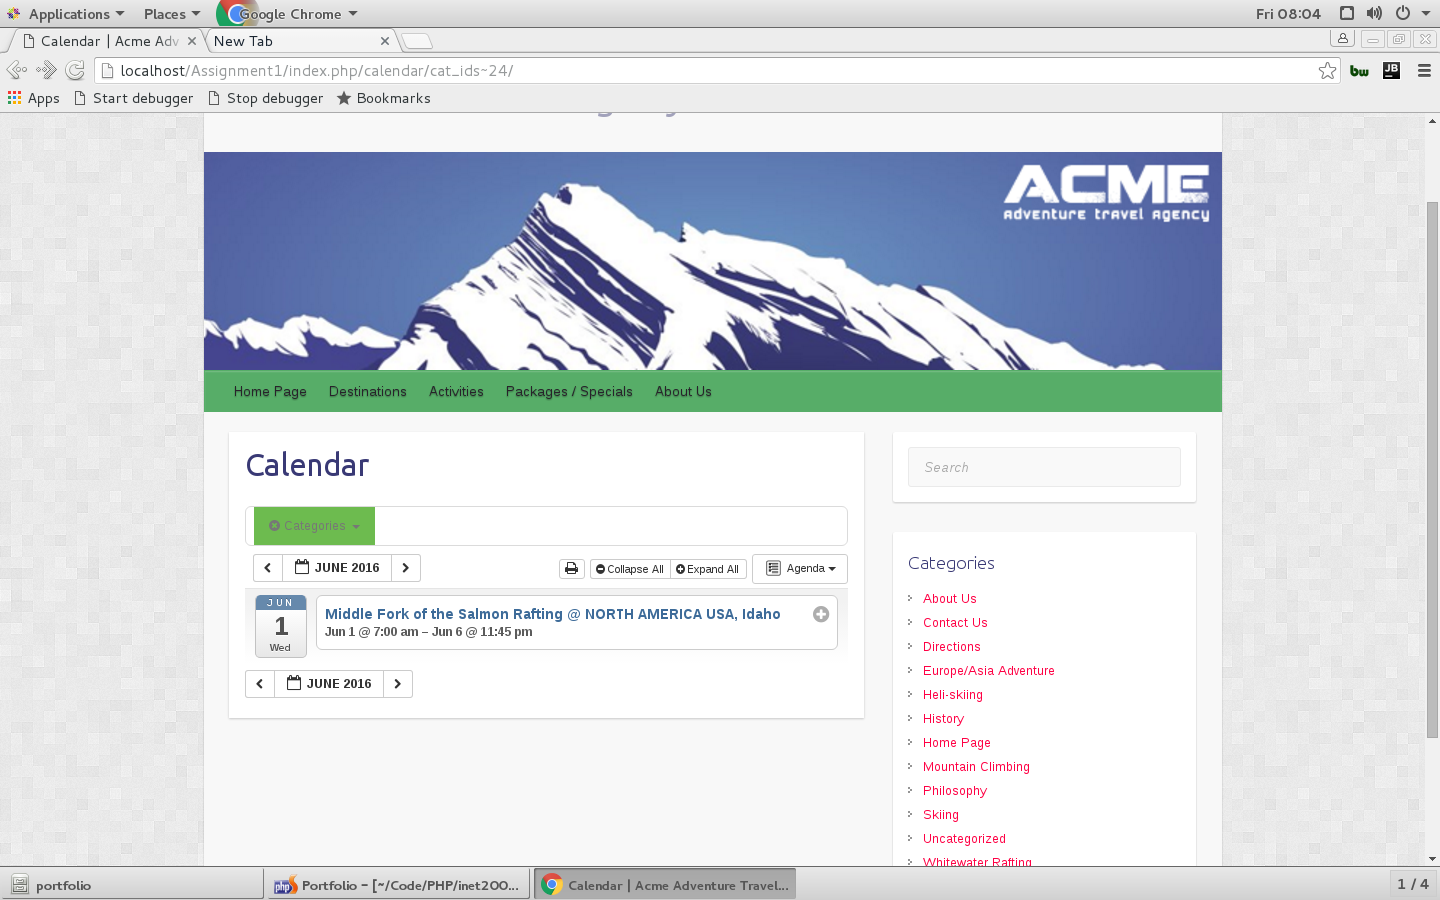 Applications Places Google Chrome Fri 08:04
Calendar | Acme Adv New Tab
localhost/Assignment1/index.php/calendar/cat_ids~24/
Apps Start debugger Stop debugger Bookmarks
ACME
adventure travel agency
Home Page Destinations Activities Packages / Specials About Us
Calendar
Categories
JUNE 2016
Collapse All Expand All Agenda
JUN
1
Wed
Middle Fork of the Salmon Rafting @ NORTH AMERICA USA, Idaho
Jun 1 @ 7:00 am – Jun 6 @ 11:45 pm
JUNE 2016
Search
Categories
About Us
Contact Us
Directions
Europe/Asia Adventure
Heli-skiing
History
Home Page
Mountain Climbing
Philosophy
Skiing
Uncategorized
Whitewater Rafting
portfolio Portfolio – [~/Code/PHP/inet200... Calendar | Acme Adventure Travel... 1 / 4